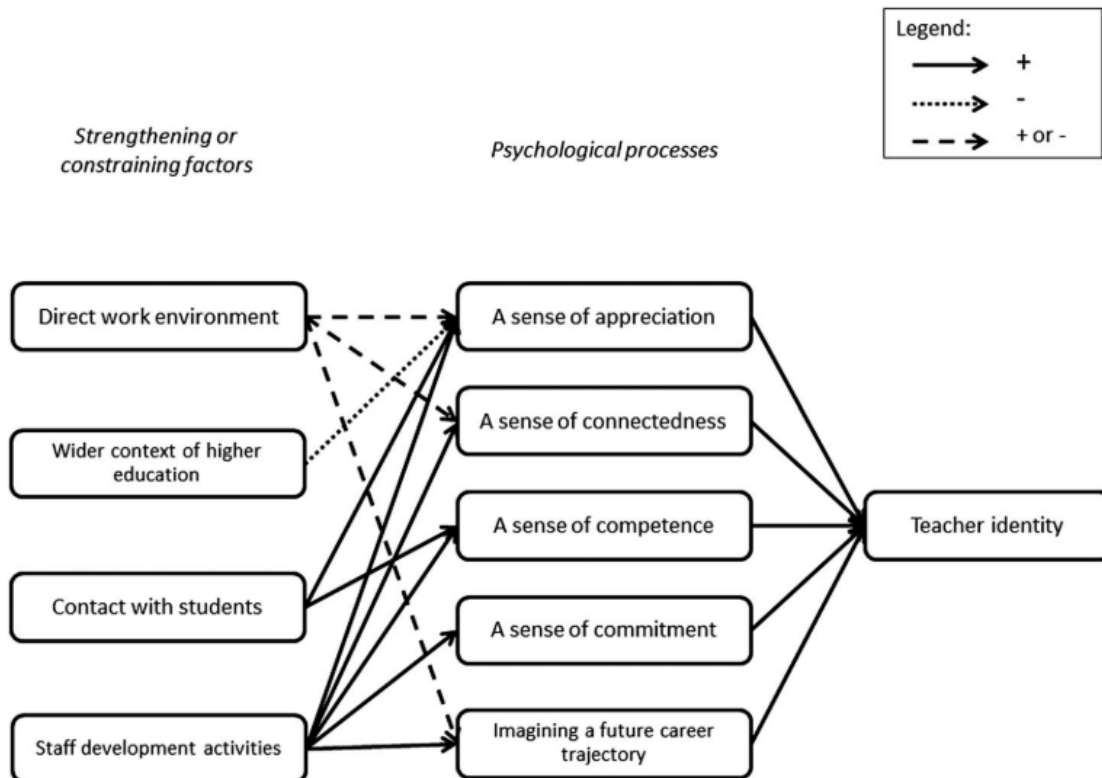 Legend:
+
-
+ or -
Strengthening or
constraining factors
Psychological processes
Direct work environment
A sense of appreciation
Wider context of higher
education
A sense of connectedness
Contact with students
A sense of competence
Teacher identity
A sense of commitment
Staff development activities
Imagining a future career
trajectory